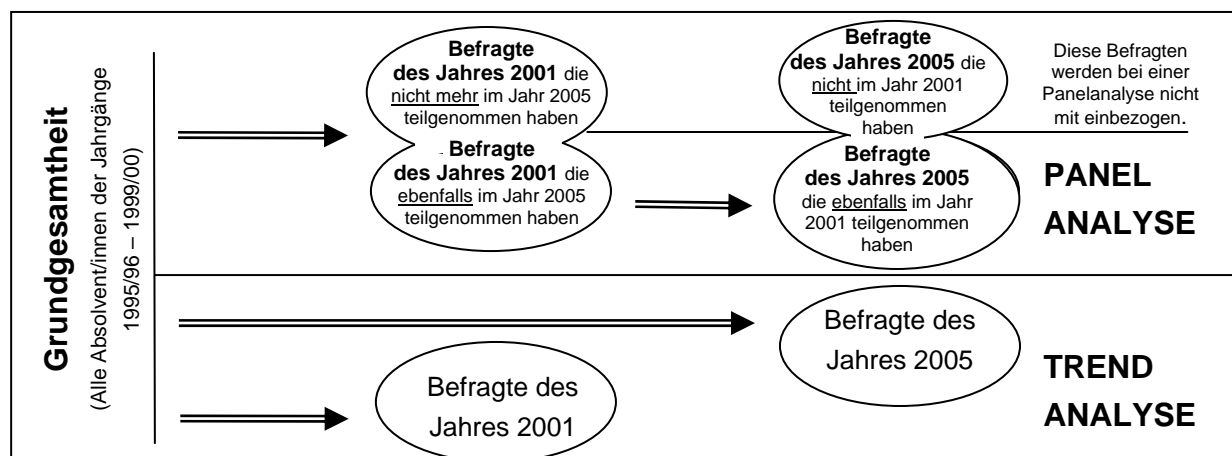 Grundgesamtheit
(Alle Absolvent/innen der Jahrgänge
1995/96 – 1999/00)
Befragte
des Jahres 2001 die
nicht mehr im Jahr 2005
teilgenommen haben
Befragte
des Jahres 2001 die
ebenfalls im Jahr 2005
teilgenommen haben
Befragte
des Jahres 2005 die
nicht im Jahr 2001
teilgenommen
haben
Befragte
des Jahres 2005
die ebenfalls im Jahr
2001 teilgenommen
haben
Diese Befragten
werden bei einer
Panelanalyse nicht
mit einbezogen.
PANEL
ANALYSE
Befragte des
Jahres 2005
Befragte des
Jahres 2001
TREND
ANALYSE